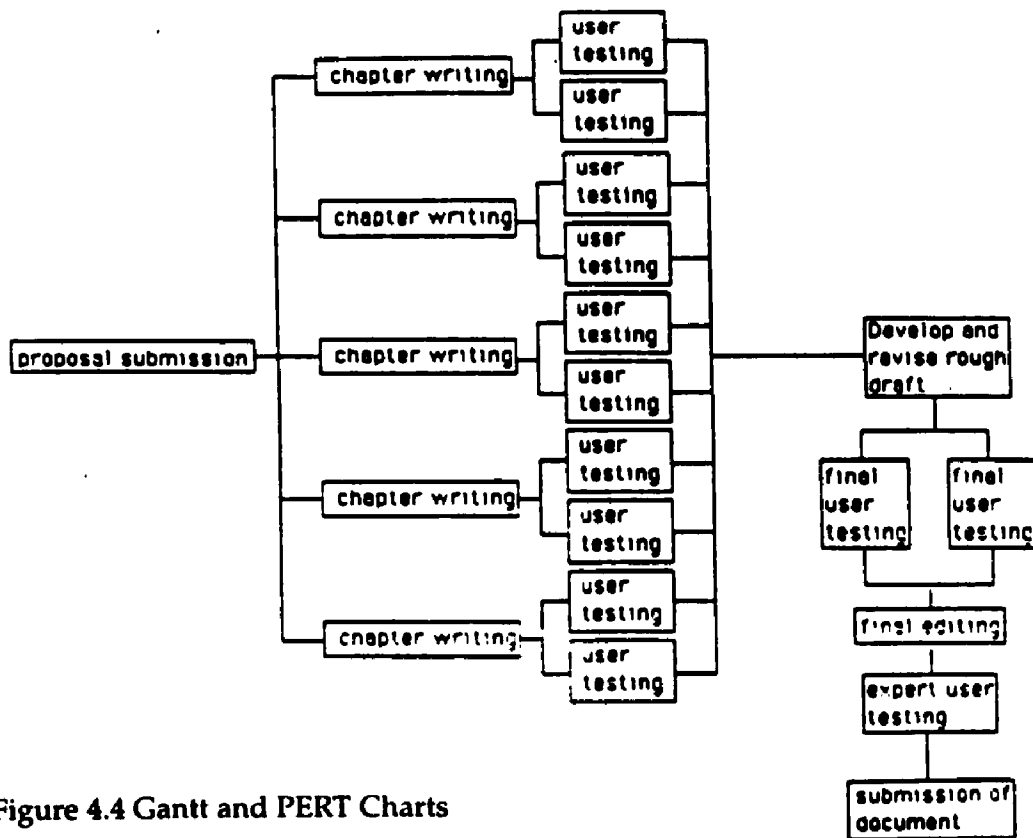 user
testing
chapter writing
user
testing
user
testing
chapter writing
user
testing
user
testing
proposal submission
chapter writing
user
testing
user
testing
chapter writing
user
testing
user
testing
chapter writing
user
testing
Develop and
revise rough
draft
final
user
testing
final
user
testing
final editing
expert user
testing
submission of
document
Figure 4.4 Gantt and PERT Charts